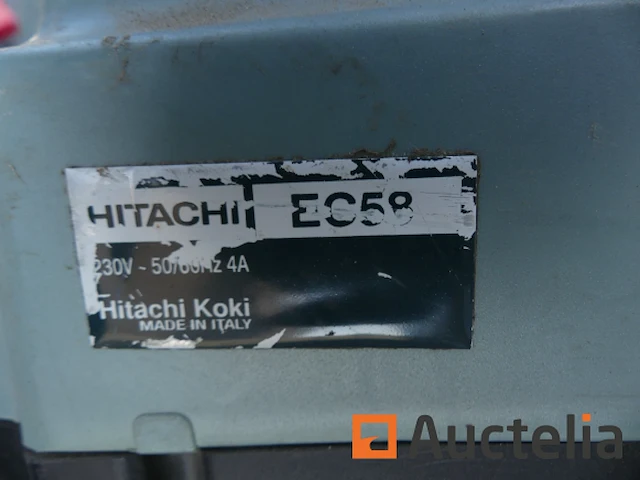 HITACHI EC58
230V ~ 50/60Hz 4A
Hitachi Koki
MADE IN ITALY
Auctelia